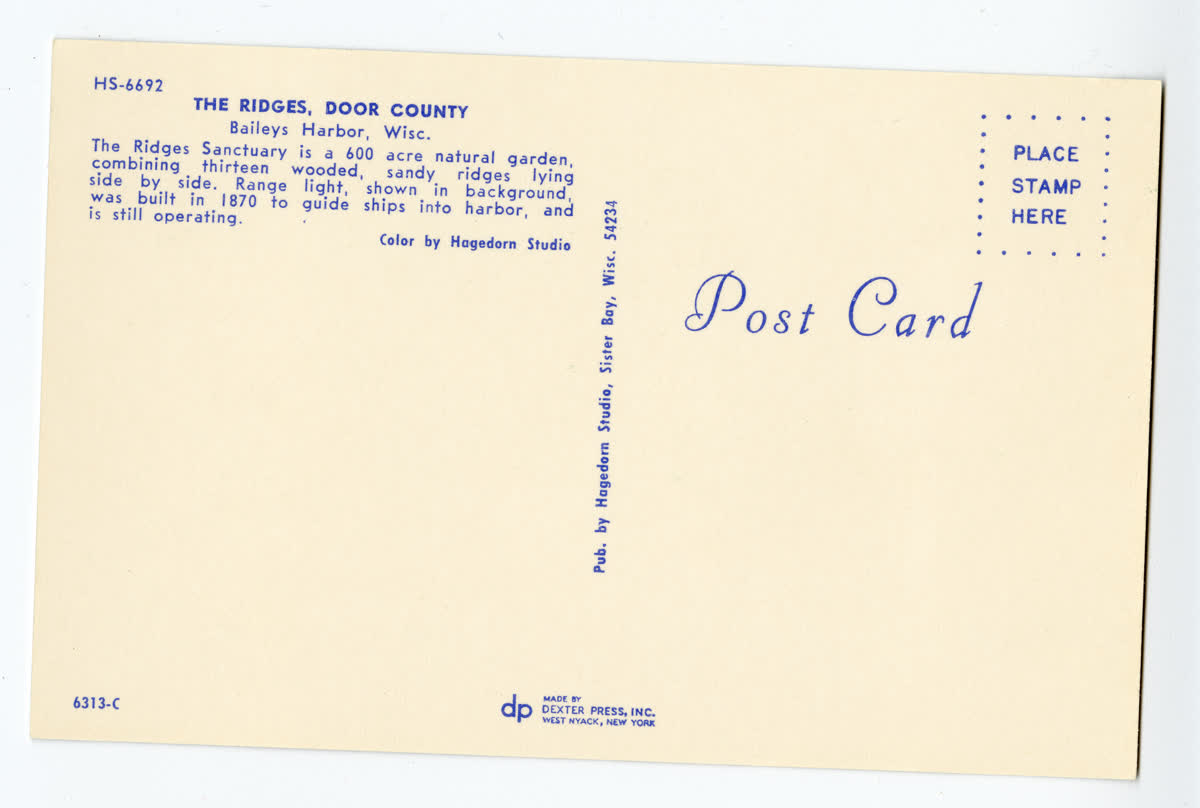 HS-6692
THE RIDGES, DOOR COUNTY
Baileys Harbor, Wisc.
The Ridges Sanctuary is a 600 acre natural garden,
combining thirteen wooded, sandy ridges lying
side by side. Range light, shown in background,
was built in 1870 to guide ships into harbor, and
is still operating.
Color by Hagedorn Studio
Pub. by Hagedorn Studio, Sister Bay, Wisc. 54234
PLACE
STAMP
HERE
Post Card
6313-C
dp
MADE BY
DEXTER PRESS, INC.
WEST NYACK, NEW YORK